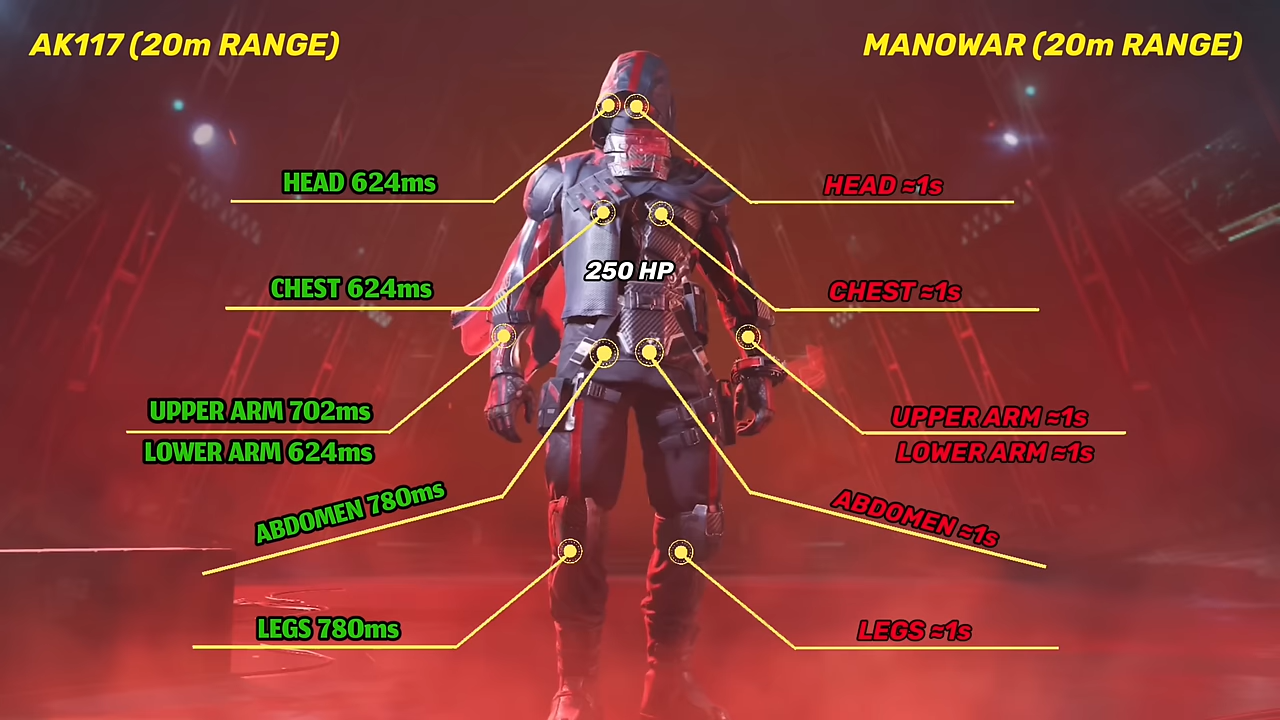 AK117 (20m RANGE)
MANOWAR (20m RANGE)
HEAD 624ms
HEAD ≈1s
CHEST 624ms
250 HP
CHEST ≈1s
UPPER ARM 702ms
UPPER ARM ≈1s
LOWER ARM 624ms
LOWER ARM ≈1s
ABDOMEN 780ms
ABDOMEN ≈1s
LEGS 780ms
LEGS ≈1s